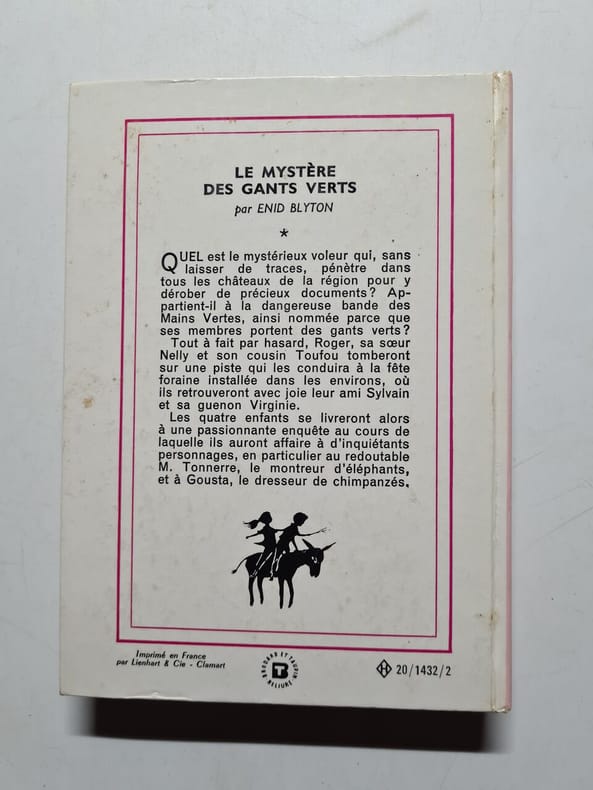 LE MYSTÈRE
DES GANTS VERTS
par ENID BLYTON
*
QUEL est le mystérieux voleur qui, sans
laisser de traces, pénètre dans
tous les châteaux de la région pour y
dérober de précieux documents ? Ap-
partient-il à la dangereuse bande des
Mains Vertes, ainsi nommée parce que
ses membres portent des gants verts ?
Tout à fait par hasard, Roger, sa sœur
Nelly et son cousin Toufou tomberont
sur une piste qui les conduira à la fête
foraine installée dans les environs, où
ils retrouveront avec joie leur ami Sylvain
et sa guenon Virginie.
Les quatre enfants se livreront alors
à une passionnante enquête au cours de
laquelle ils auront affaire à d'inquiétants
personnages, en particulier au redoutable
M. Tonnerre, le montreur d'éléphants,
et à Gousta, le dresseur de chimpanzés.
Imprimé en France
par Lienhart & Cie - Clamart
BRODARD ET TAUPIN
RELIURE
H 20/1432/2